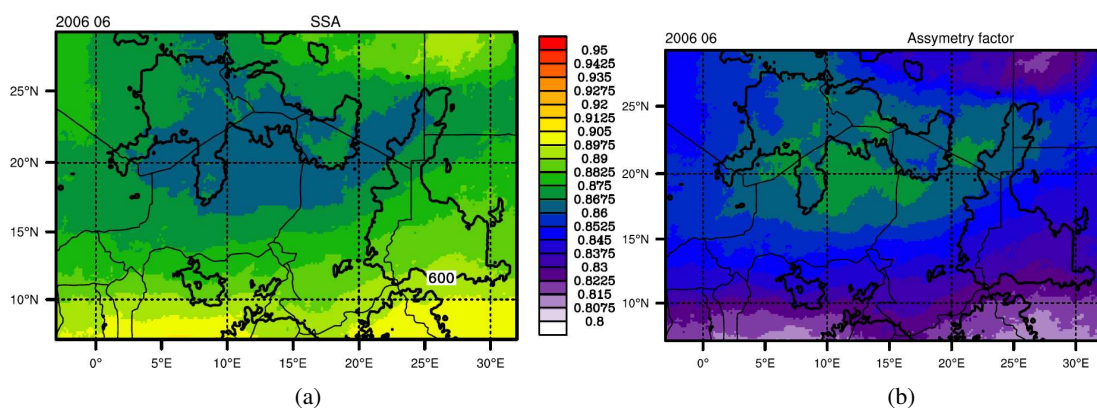 2006 06 SSA
25°N
20°N
15°N
10°N
0° 5°E 10°E 15°E 20°E 25°E 30°E
600
(a)
0.95
0.9425
0.935
0.9275
0.92
0.9125
0.905
0.8975
0.89
0.8825
0.875
0.8675
0.86
0.8525
0.845
0.8375
0.83
0.8225
0.815
0.8075
0.8
2006 06 Assymetry factor
25°N
20°N
15°N
10°N
0° 5°E 10°E 15°E 20°E 25°E 30°E
(b)